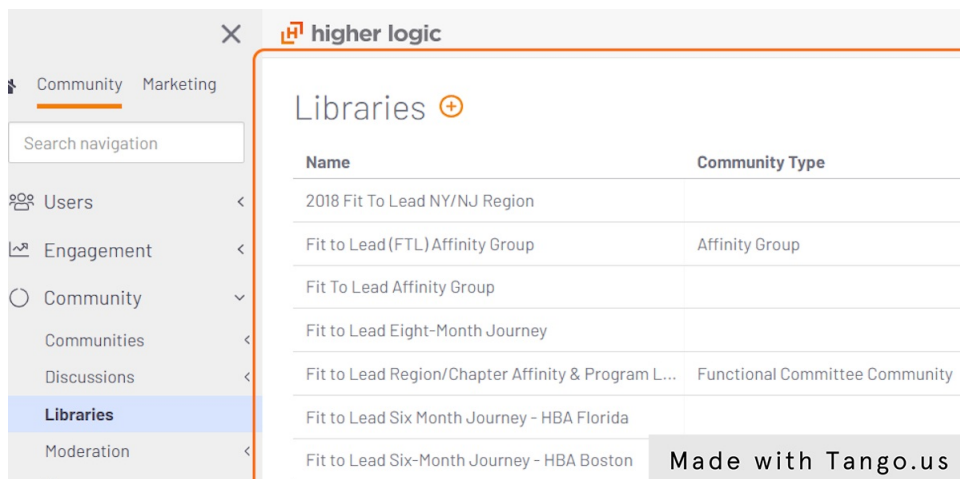 higher logic
Community Marketing
Search navigation
Users
Engagement
Community
Communities
Discussions
Libraries
Moderation
Libraries
Name Community Type
2018 Fit To Lead NY/NJ Region
Fit to Lead (FTL) Affinity Group Affinity Group
Fit To Lead Affinity Group
Fit to Lead Eight-Month Journey
Fit to Lead Region/Chapter Affinity & Program L... Functional Committee Community
Fit to Lead Six Month Journey - HBA Florida
Fit to Lead Six-Month Journey - HBA Boston
Made with Tango.us